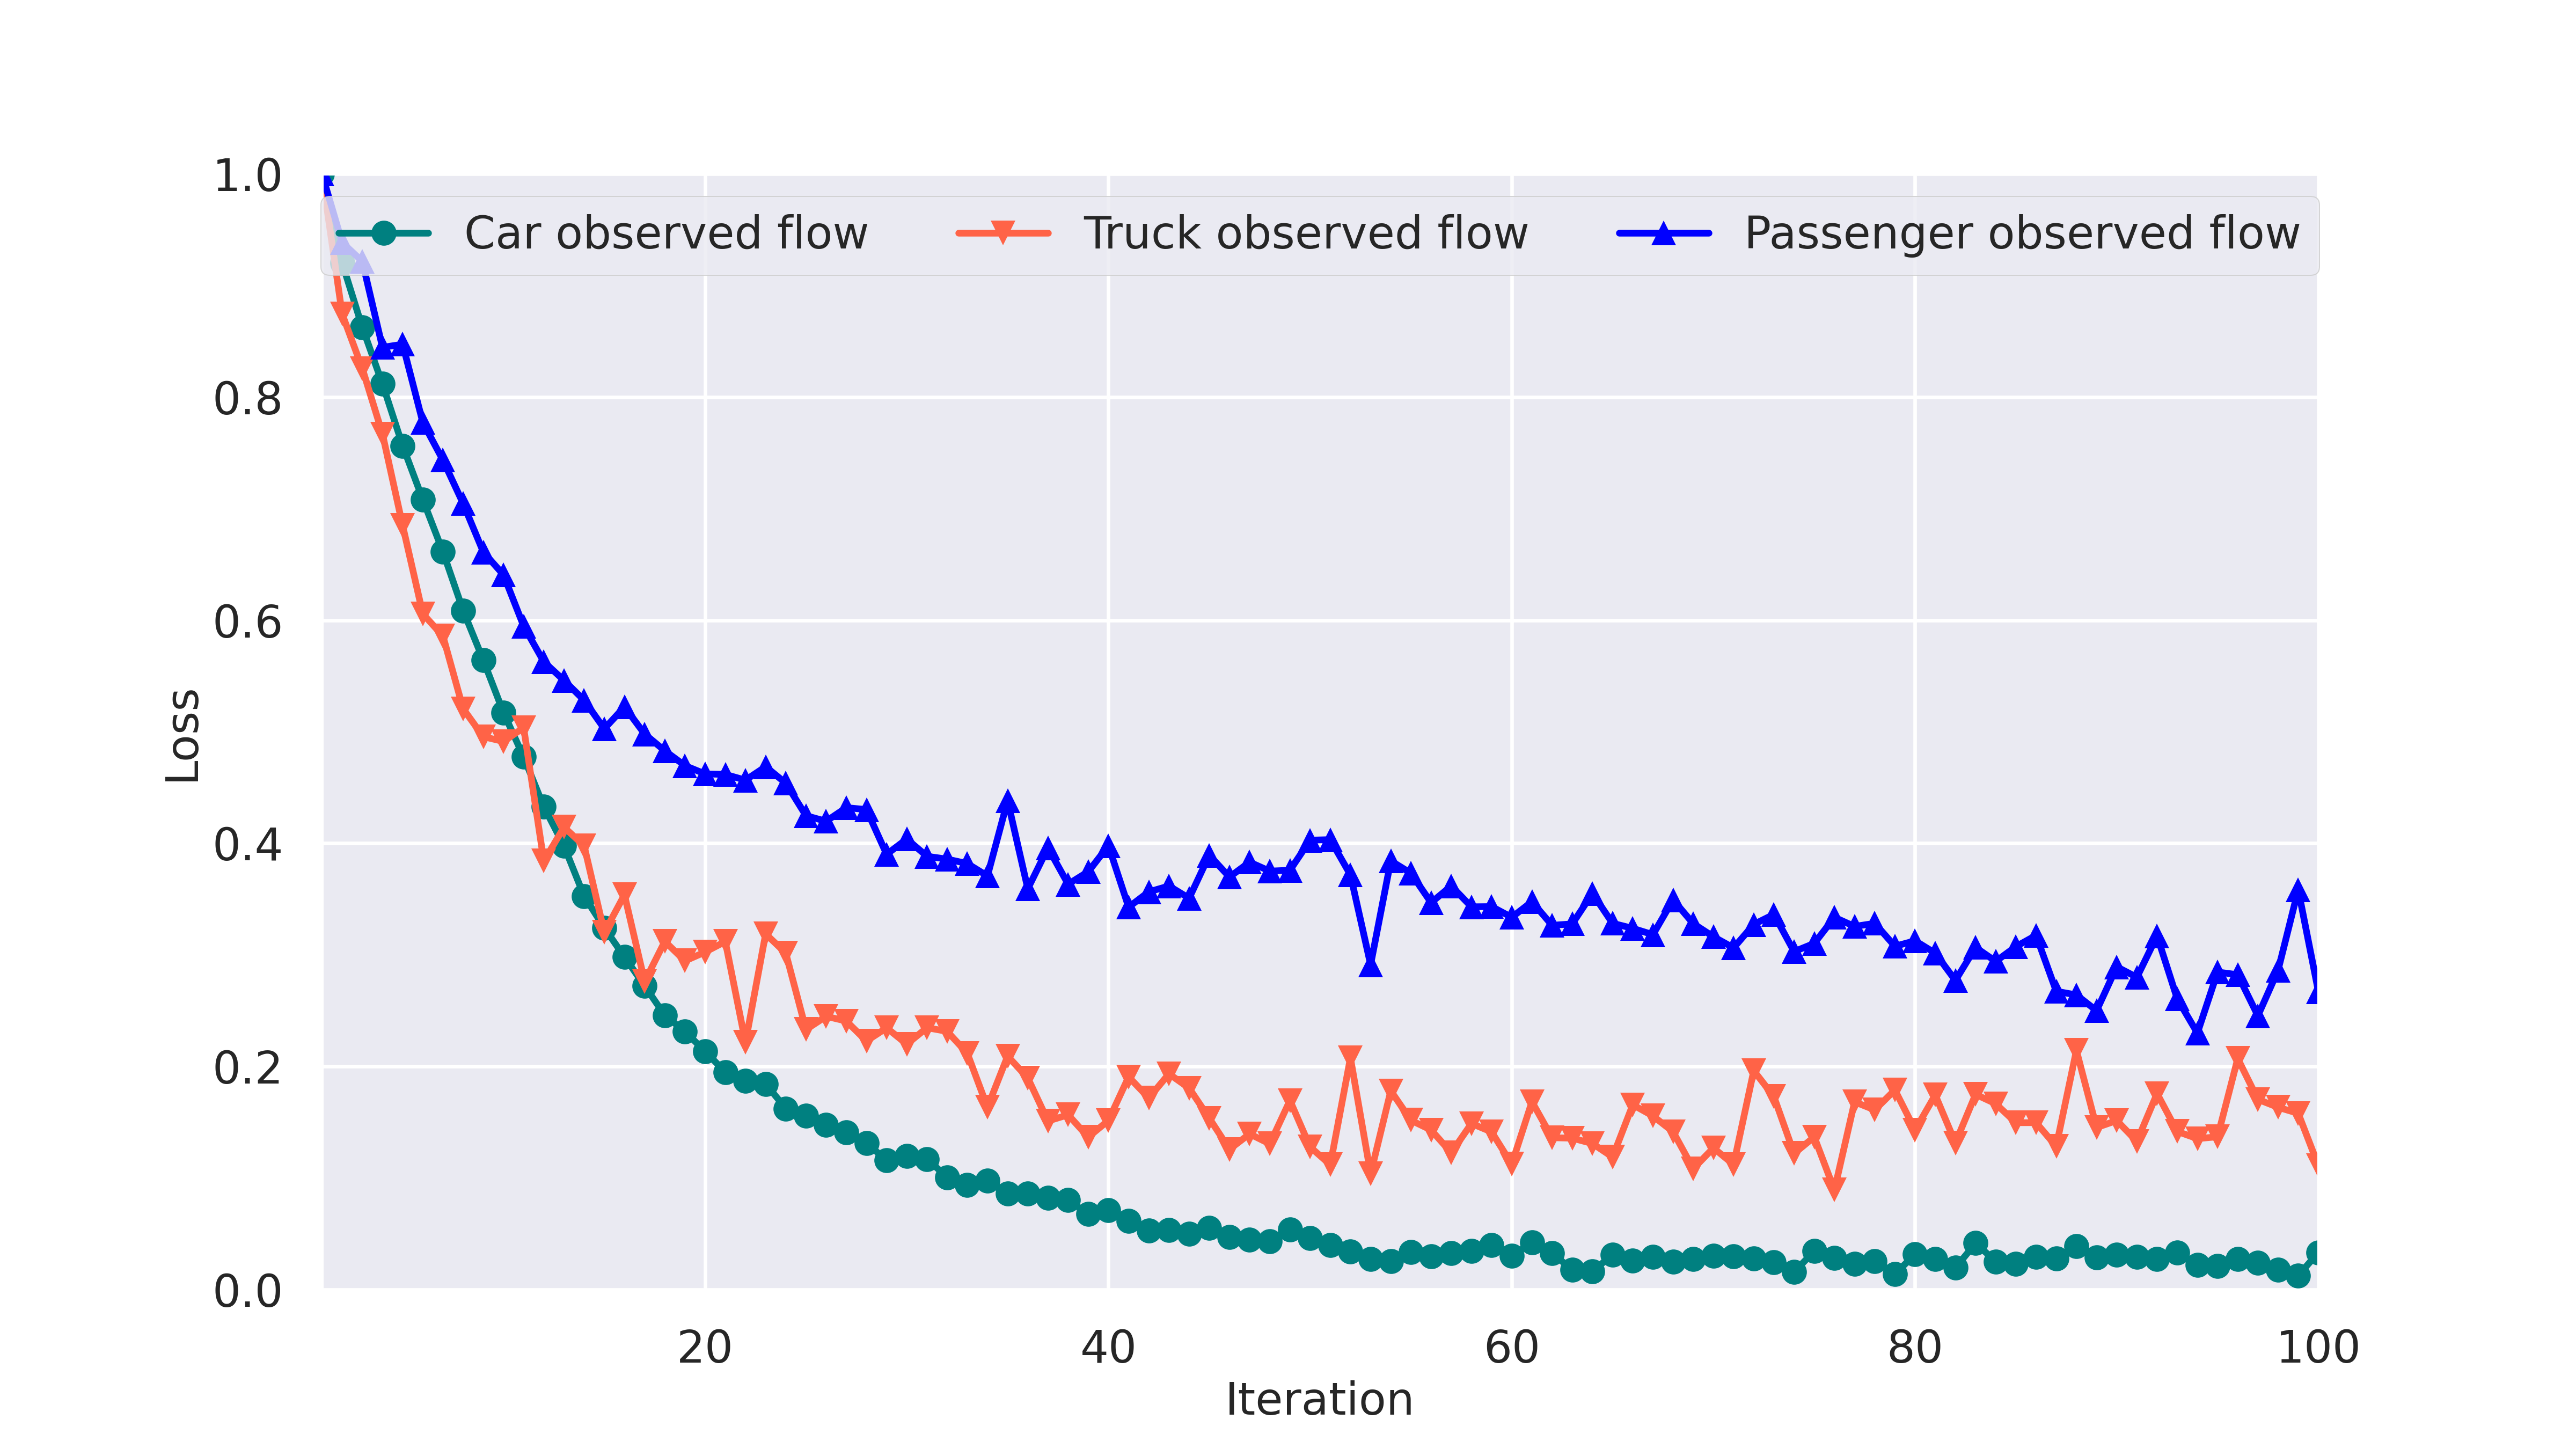 1.0
Car observed flow
Truck observed flow
Passenger observed flow
0.8
0.6
Loss
0.4
0.2
0.0
20
40
60
80
100
Iteration